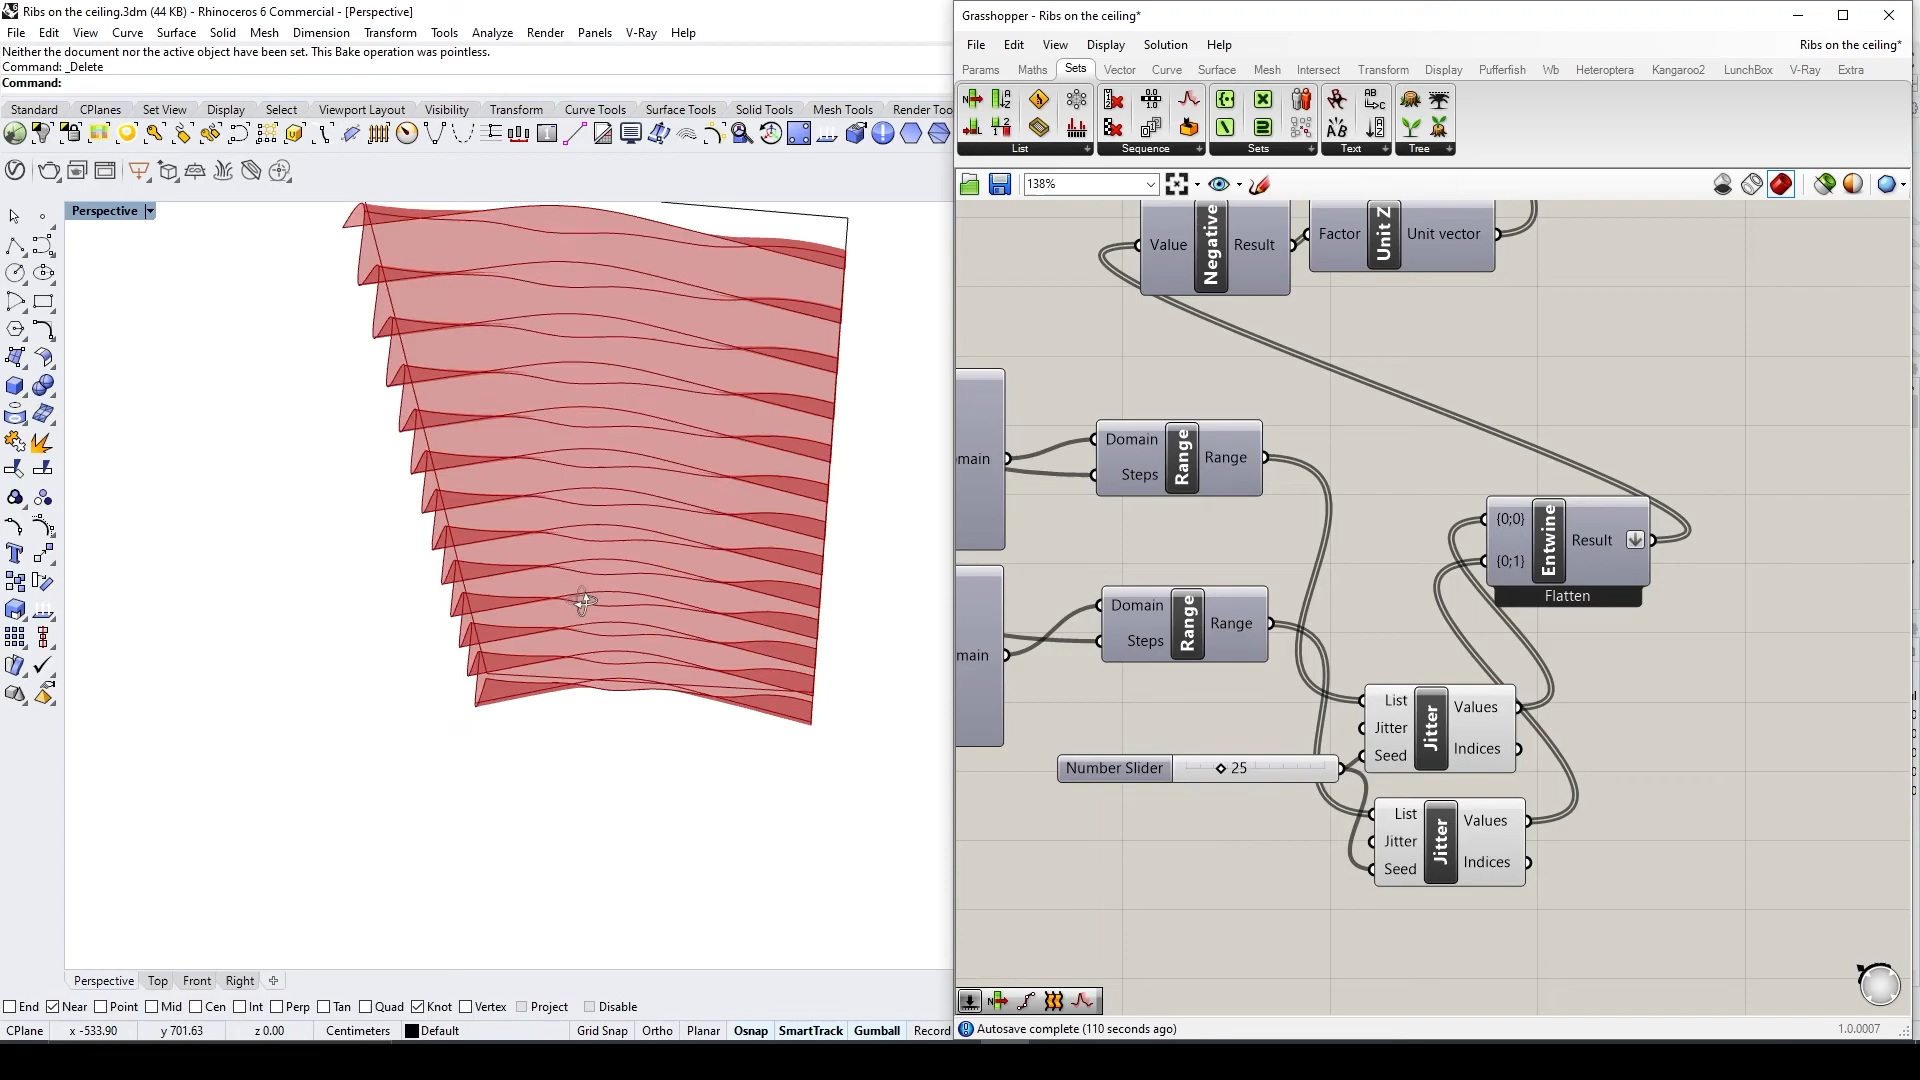 Ribs on the ceiling.3dm (44 KB) - Rhinoceros 6 Commercial - [Perspective]
File Edit View Curve Surface Solid Mesh Dimension Transform Tools Analyze Render Panels V-Ray Help
Neither the document nor the active object have been set. This Bake operation was pointless.
Command: _Delete
Command:
Standard CPlanes Set View Display Select Viewport Layout Visibility Transform Curve Tools Surface Tools Solid Tools Mesh Tools Render Too
Perspective
Perspective Top Front Right
End Near Point Mid Cen Int Perp Tan Quad Knot Vertex Project Disable
CPlane x -533.90 y 701.63 z 0.00 Centimeters Default Grid Snap Ortho Planar Osnap SmartTrack Gumball Record
Grasshopper - Ribs on the ceiling*
File Edit View Display Solution Help Ribs on the ceiling*
Params Maths Sets Vector Curve Surface Mesh Intersect Transform Display Pufferfish Wb Heteroptera Kangaroo2 LunchBox V-Ray Extra
List Sequence Sets Text Tree
138%
Value Negative Result
Factor Unit Z Unit vector
main
Domain
Steps
Range
Range
main
Domain
Steps
Range
Range
{0;0}
{0;1}
Entwine
Result
Flatten
List
Jitter
Seed
Jitter
Values
Indices
Number Slider 25
List
Jitter
Seed
Jitter
Values
Indices
Autosave complete (110 seconds ago) 1.0.0007